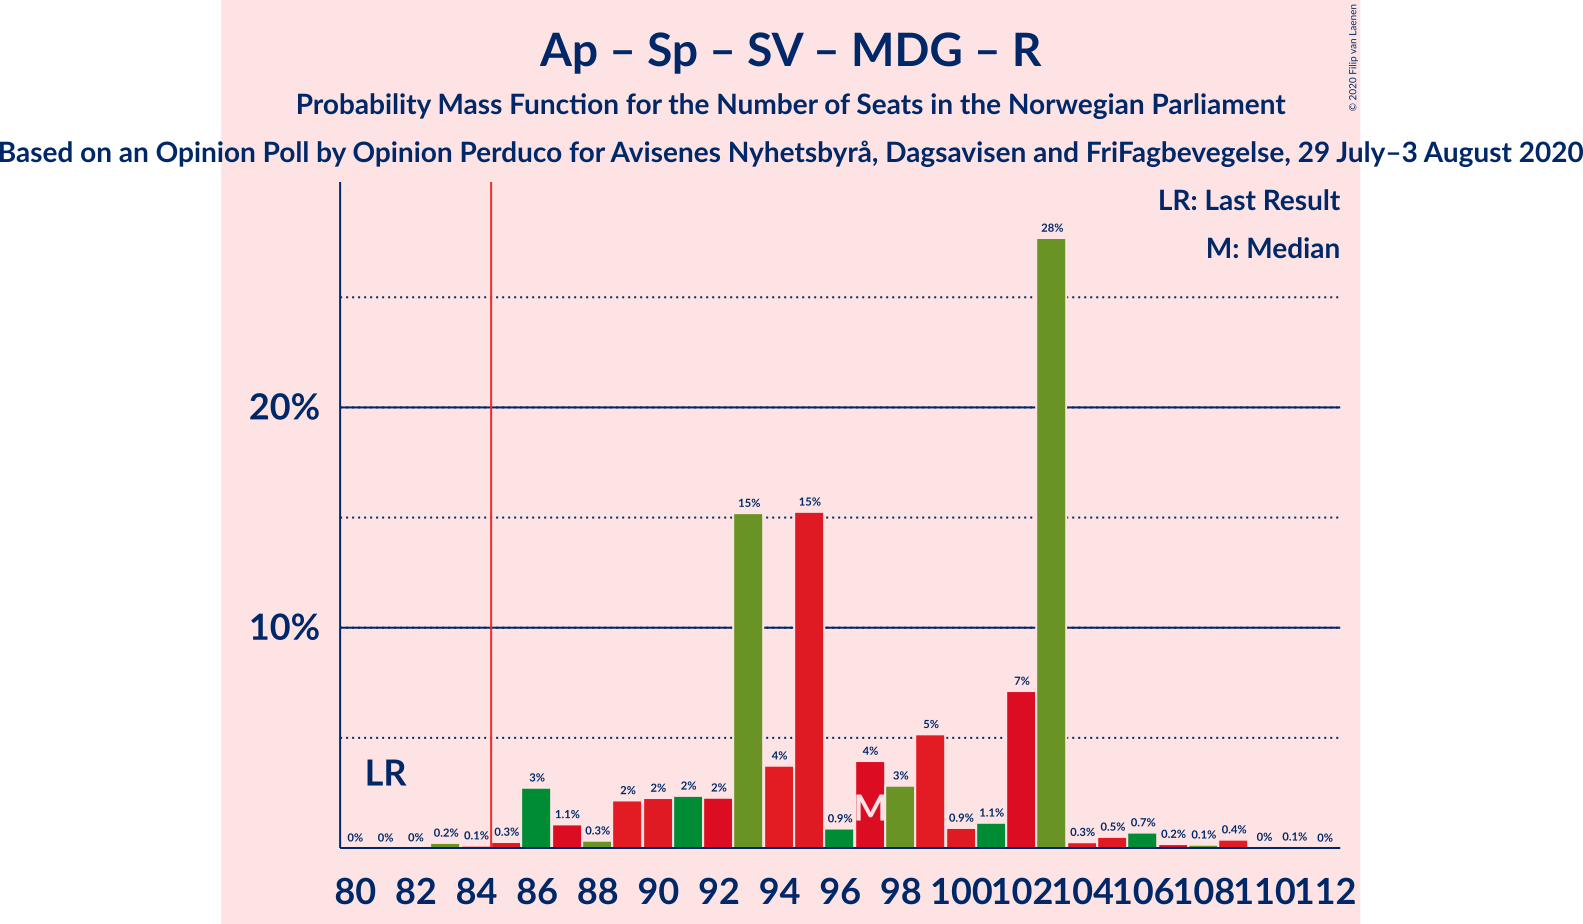 Ap – Sp – SV – MDG – R
Probability Mass Function for the Number of Seats in the Norwegian Parliament
Based on an Opinion Poll by Opinion Perduco for Avisenes Nyhetsbyrå, Dagsavisen and FriFagbevegelse, 29 July–3 August 2020
© 2020 Filip van Laenen
LR: Last Result
M: Median
20%
10%
LR
M
0% 0% 0% 0.2% 0.1% 0.3% 3% 1.1% 0.3% 2% 2% 2% 2% 15% 4% 15% 0.9% 4% 3% 5% 0.9% 1.1% 7% 28% 0.3% 0.5% 0.7% 0.2% 0.1% 0.4% 0% 0.1% 0%
80 82 84 86 88 90 92 94 96 98 100 102 104 106 108 110 112